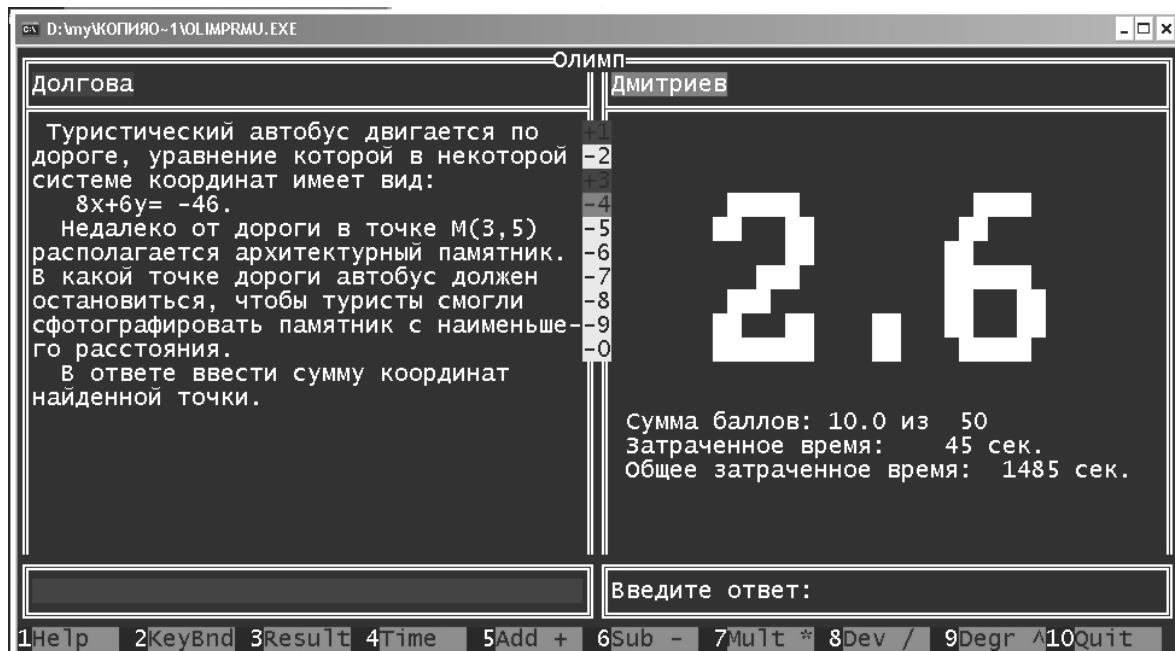 D:\my\КОПИЯО~1\OLIMPRMU.EXE
Олимп
Долгова
Дмитриев
Туристический автобус двигается по
дороге, уравнение которой в некоторой
системе координат имеет вид:
8x+6y= -46.
Недалеко от дороги в точке M(3,5)
располагается архитектурный памятник.
В какой точке дороги автобус должен
остановиться, чтобы туристы смогли
сфотографировать памятник с наименьше-
го расстояния.
В ответе ввести сумму координат
найденной точки.
+1
-2
+3
-4
-5
-6
-7
-8
-9
-0
2.6
Сумма баллов: 10.0 из 50
Затраченное время: 45 сек.
Общее затраченное время: 1485 сек.
Введите ответ:
1Help 2KeyBnd 3Result 4Time 5Add + 6Sub - 7Mult * 8Dev / 9Degr ^10Quit